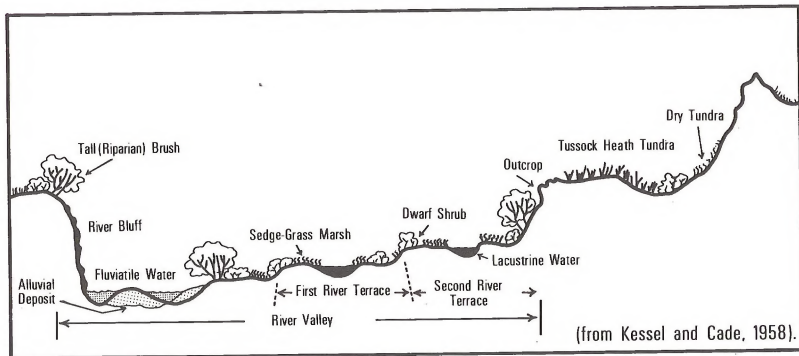 Dry Tundra
Tall (Riparian) Brush
Tussock Heath Tundra
Outcrop
River Bluff
Dwarf Shrub
Sedge-Grass Marsh
Fluviatile Water
Lacustrine Water
Alluvial
Deposit
First River Terrace
Second River
Terrace
River Valley
(from Kessel and Cade, 1958).